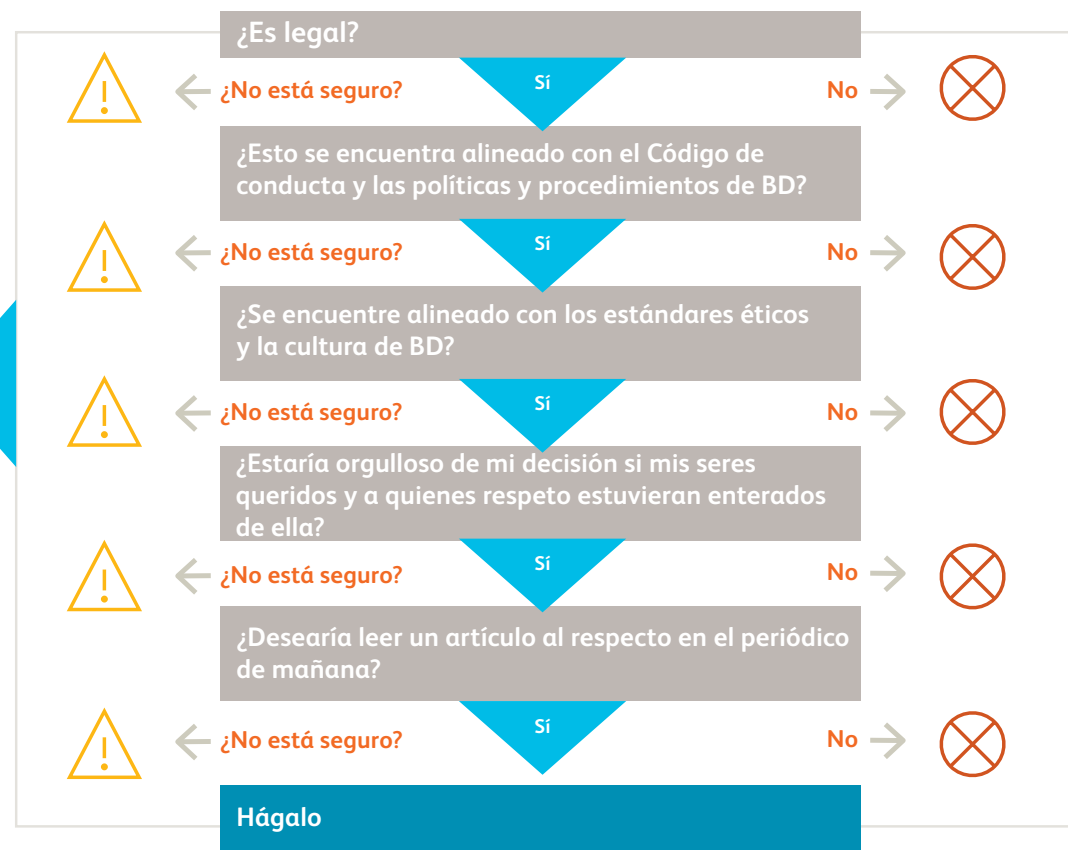 ¿Es legal?
¿No está seguro?
Sí
No
¿Esto se encuentra alineado con el Código de
conducta y las políticas y procedimientos de BD?
¿No está seguro?
Sí
No
¿Se encuentre alineado con los estándares éticos
y la cultura de BD?
¿No está seguro?
Sí
No
¿Estaría orgulloso de mi decisión si mis seres
queridos y a quienes respeto estuvieran enterados
de ella?
¿No está seguro?
Sí
No
¿Desearía leer un artículo al respecto en el periódico
de mañana?
¿No está seguro?
Sí
No
Hágalo